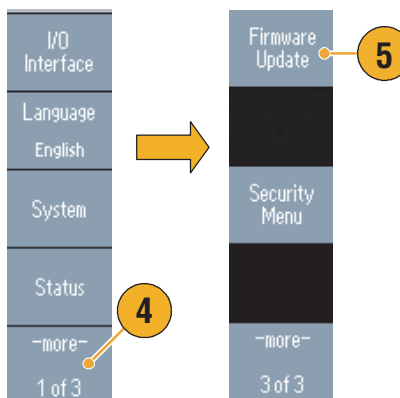 I/O
Interface
Language
English
System
Status
-more-
1 of 3
4
Firmware
Update
5
Security
Menu
-more-
3 of 3